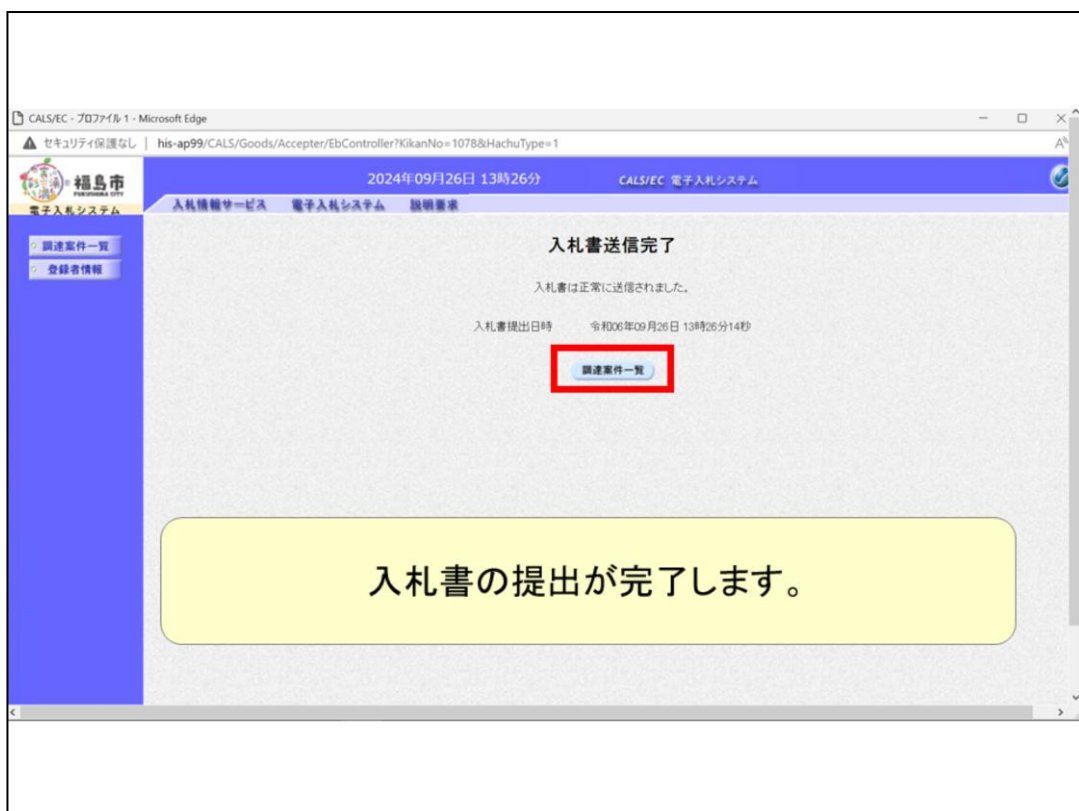 CALS/EC - プロファイル 1 - Microsoft Edge
セキュリティ保護なし | his-ap99/CALS/Goods/Accepter/EbController?KikanNo=1078&HachuType=1
福島市
FUKUSHIMA CITY
電子入札システム
2024年09月26日 13時26分
CALS/EC 電子入札システム
入札情報サービス 電子入札システム 説明要求
調達案件一覧
登録者情報
入札書送信完了
入札書は正常に送信されました。
入札書提出日時 令和06年09月26日 13時26分14秒
調達案件一覧
入札書の提出が完了します。